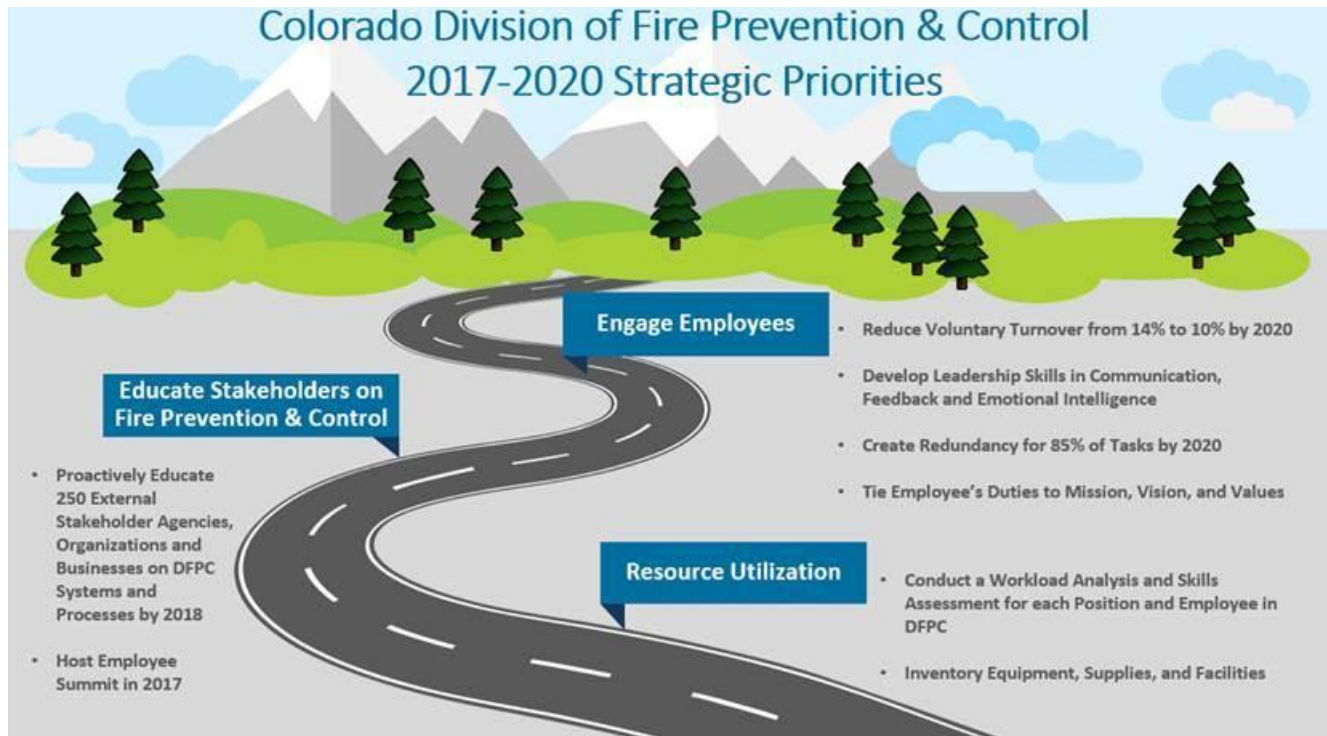 Colorado Division of Fire Prevention & Control
2017-2020 Strategic Priorities
Engage Employees
• Reduce Voluntary Turnover from 14% to 10% by 2020
• Develop Leadership Skills in Communication,
Feedback and Emotional Intelligence
• Create Redundancy for 85% of Tasks by 2020
• Tie Employee’s Duties to Mission, Vision, and Values
Educate Stakeholders on
Fire Prevention & Control
• Proactively Educate
250 External
Stakeholder Agencies,
Organizations and
Businesses on DFPC
Systems and
Processes by 2018
• Host Employee
Summit in 2017
Resource Utilization
• Conduct a Workload Analysis and Skills
Assessment for each Position and Employee in
DFPC
• Inventory Equipment, Supplies, and Facilities